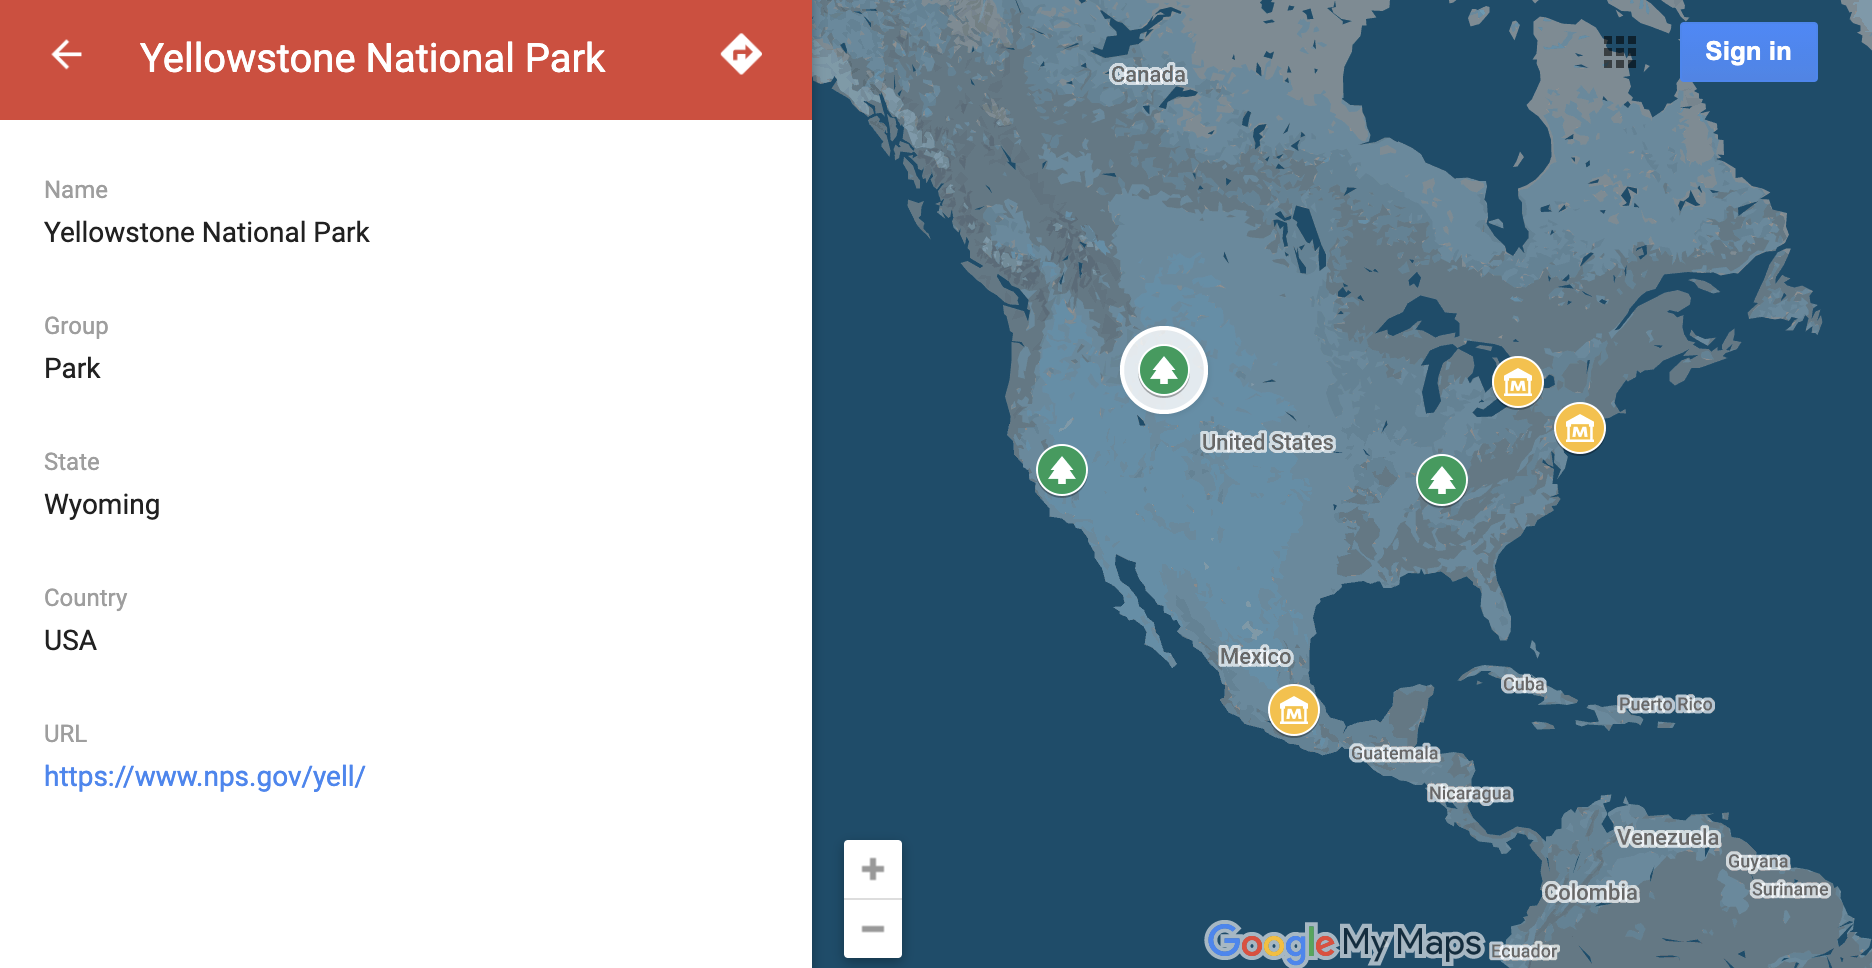 Yellowstone National Park
Name
Yellowstone National Park
Group
Park
State
Wyoming
Country
USA
URL
https://www.nps.gov/yell/
Sign in
Canada
United States
M
M
Mexico
M
Cuba
Puerto Rico
Guatemala
Nicaragua
Venezuela
Guyana
Suriname
Colombia
Google My Maps
Ecuador